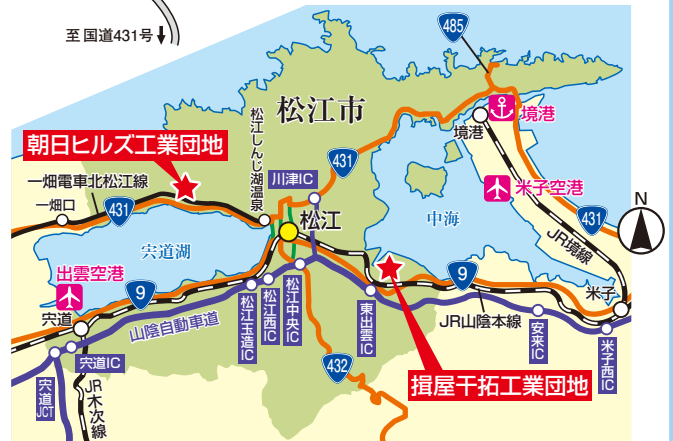 至 国道431号
485
松江市
境港
境港
朝日ヒルズ工業団地
松江しんじ湖温泉
川津IC
431
一畑電車北松江線
一畑口
431
松江
米子空港
中海
431
N
宍道湖
JR境線
出雲空港
9
9
宍道
山陰自動車道
松江玉造IC
松江西IC
松江中央IC
東出雲IC
JR山陰本線
米子
安来IC
米子西IC
宍道IC
宍道JCT
JR木次線
432
揖屋干拓工業団地